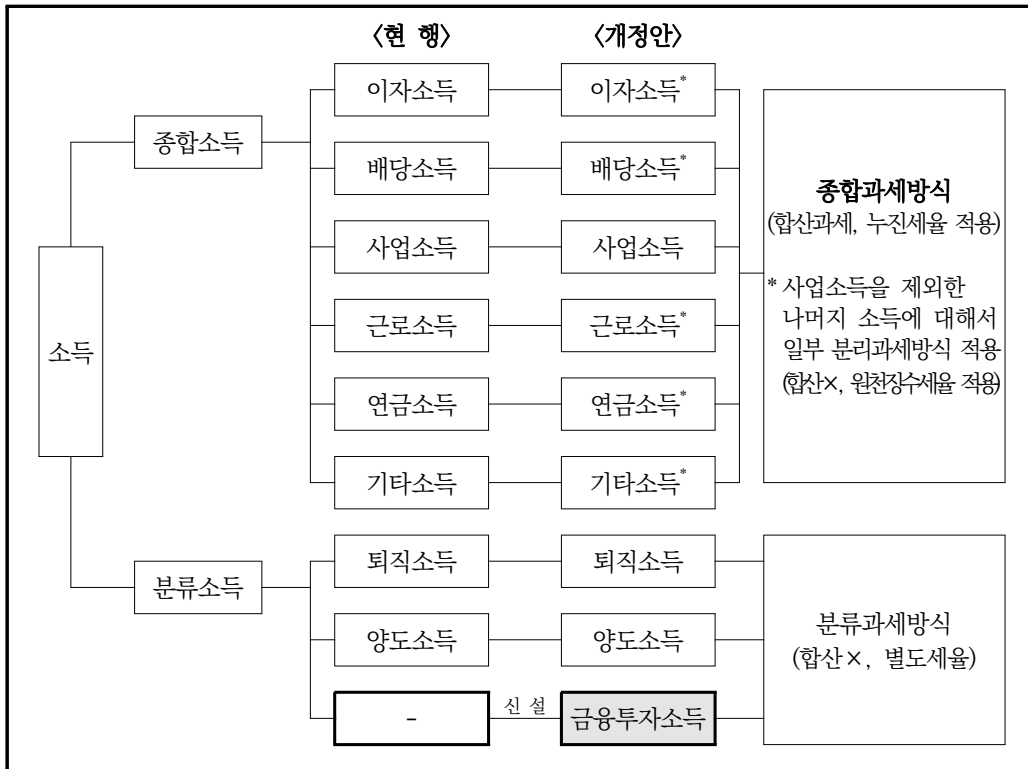 <현 행>
<개정안>
소득
종합소득
이자소득
이자소득*
배당소득
배당소득*
사업소득
사업소득
근로소득
근로소득*
연금소득
연금소득*
기타소득
기타소득*
종합과세방식
(합산과세, 누진세율 적용)
* 사업소득을 제외한
나머지 소득에 대해서
일부 분리과세방식 적용
(합산×, 원천징수세율 적용)
분류소득
퇴직소득
퇴직소득
양도소득
양도소득
-
신 설
금융투자소득
분류과세방식
(합산×, 별도세율)